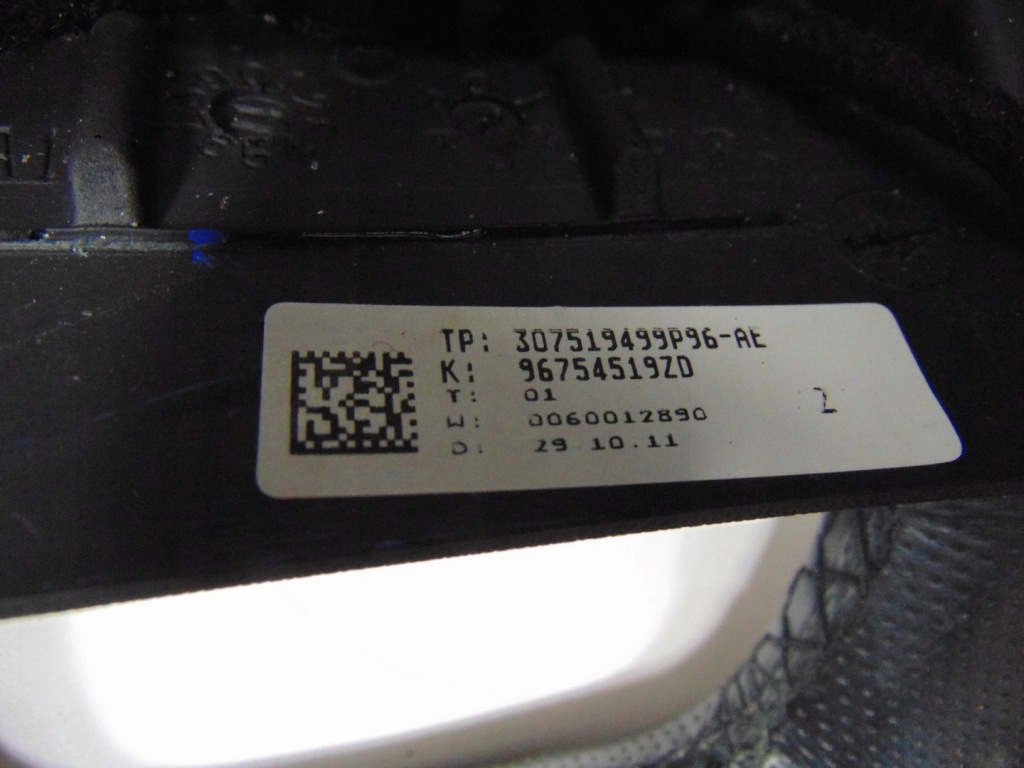 TP: 307519499P96-AE
K: 96754519ZD
T: 01
W: 0060012890
D: 29.10.11
Z